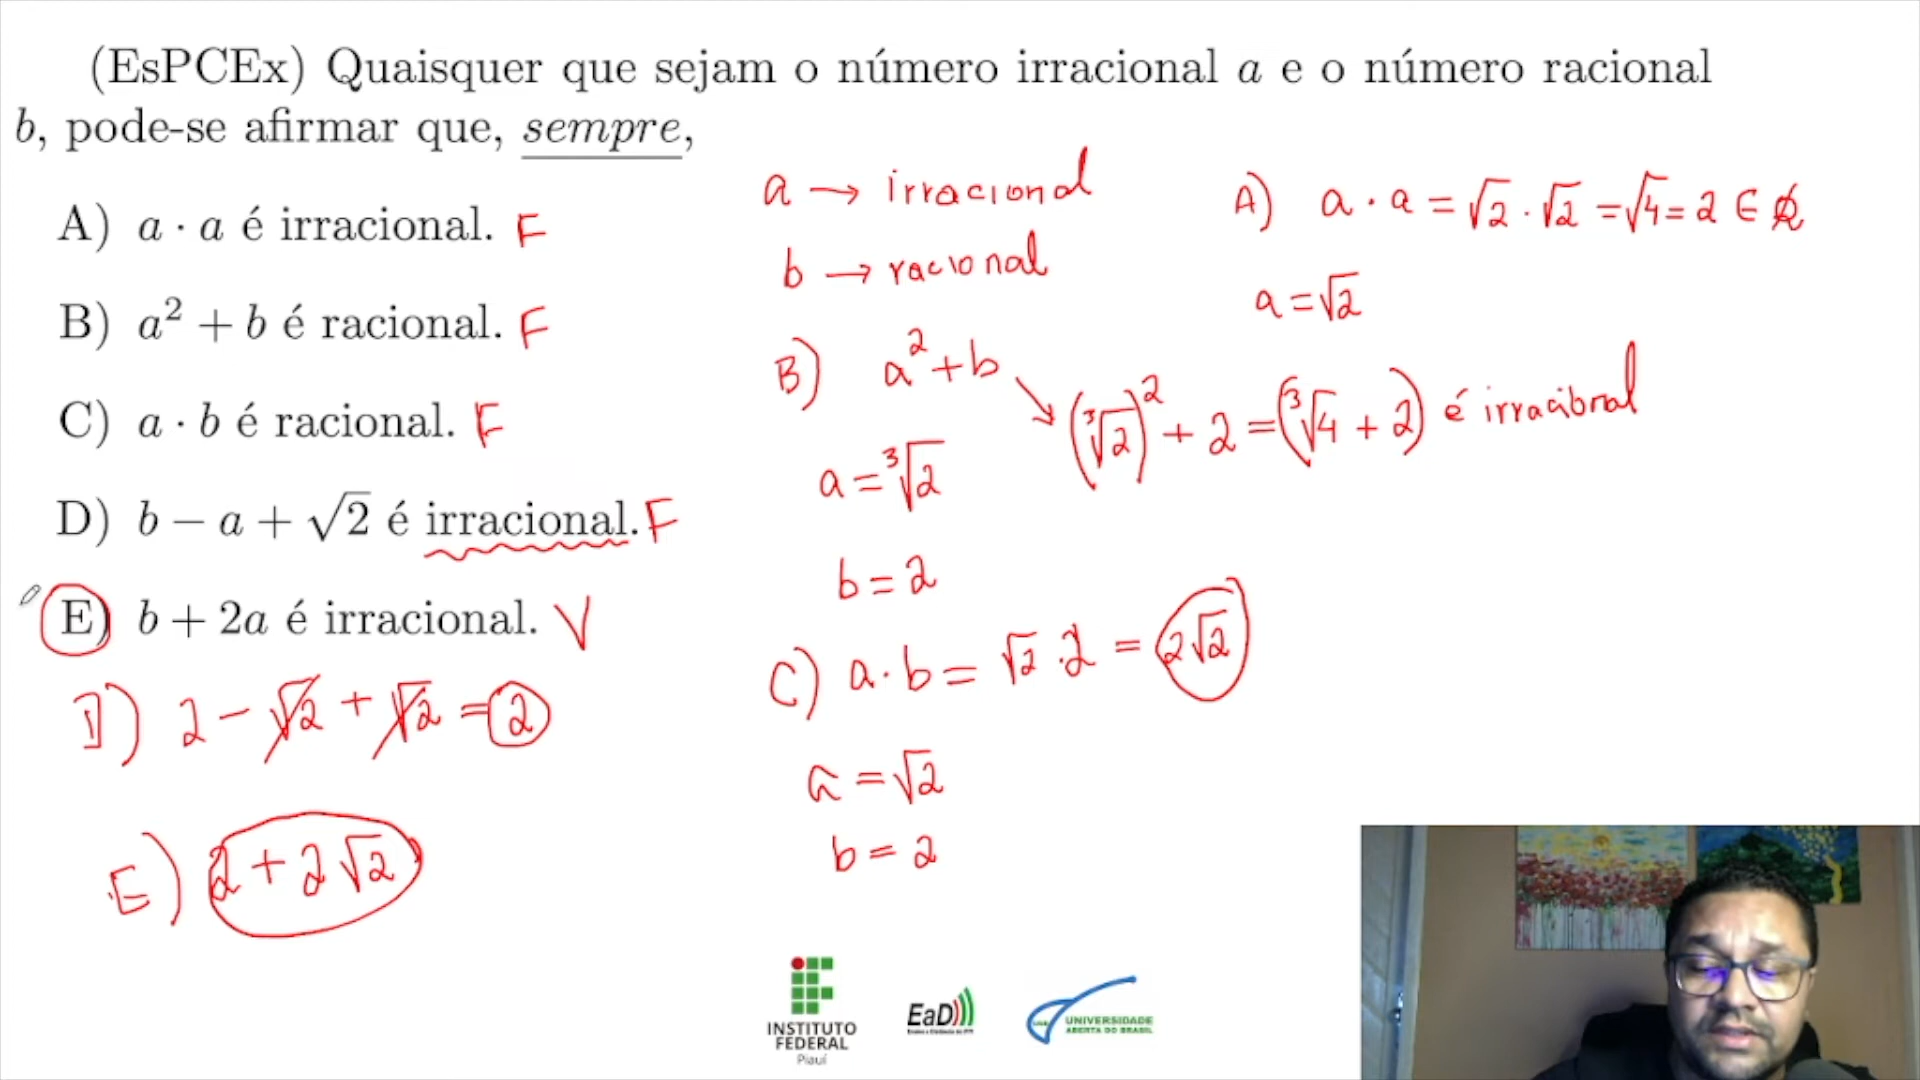 (EsPCEx) Quaisquer que sejam o número irracional a e o número racional
b, pode-se afirmar que, sempre,
A) a · a é irracional. F
B) a² + b é racional. F
C) a · b é racional. F
D) b − a + √2 é irracional. F
E) b + 2a é irracional. V
D) 2 − √2 + √2 = 2
E) 2 + 2√2
a → irracional
b → racional
B) a² + b
(∛2)² + 2 = (∛4 + 2) é irracional
a = ∛2
b = 2
C) a · b = √2 · 2 = 2√2
a = √2
b = 2
A) a · a = √2 · √2 = √4 = 2 ∈ Q
a = √2
INSTITUTO
FEDERAL
Piauí
EaD
UNIVERSIDADE
ABERTA DO BRASIL